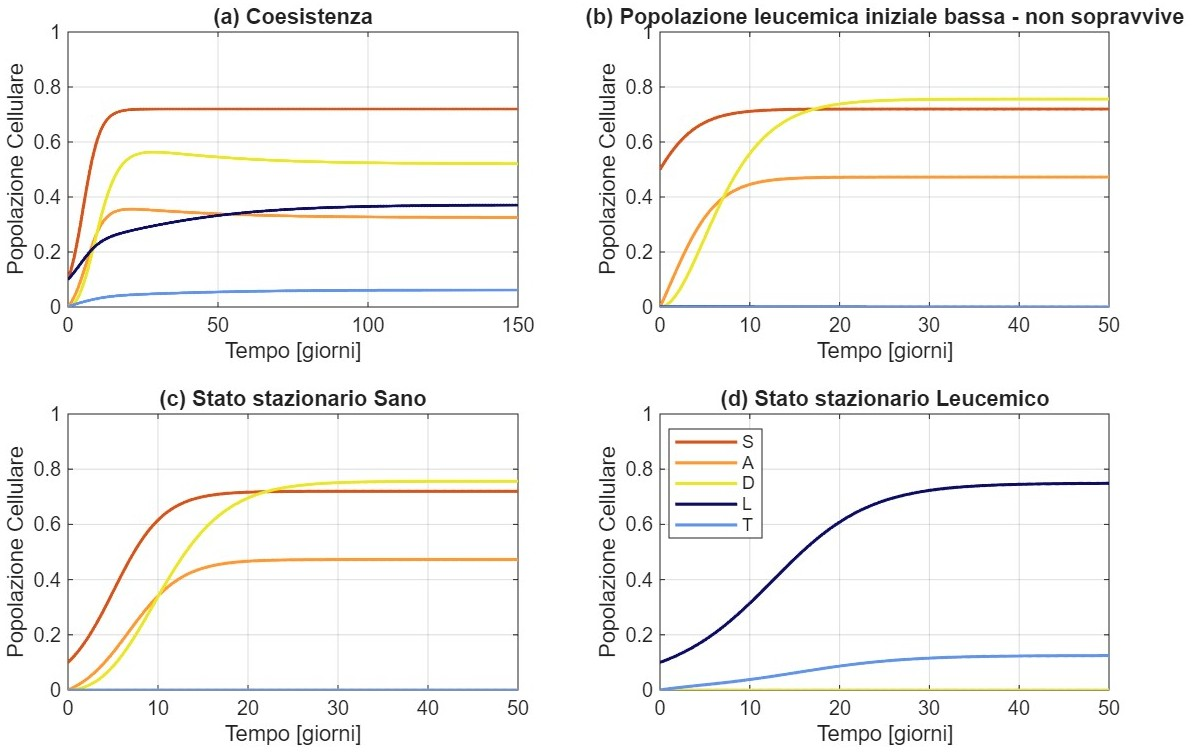 (a) Coesistenza
1
0.8
0.6
0.4
0.2
0
Popolazione Cellulare
0 50 100 150
Tempo [giorni]
(b) Popolazione leucemica iniziale bassa - non sopravvive
1
0.8
0.6
0.4
0.2
0
Popolazione Cellulare
0 10 20 30 40 50
Tempo [giorni]
(c) Stato stazionario Sano
1
0.8
0.6
0.4
0.2
0
Popolazione Cellulare
0 10 20 30 40 50
Tempo [giorni]
(d) Stato stazionario Leucemico
1
0.8
0.6
0.4
0.2
0
Popolazione Cellulare
S
A
D
L
T
0 10 20 30 40 50
Tempo [giorni]